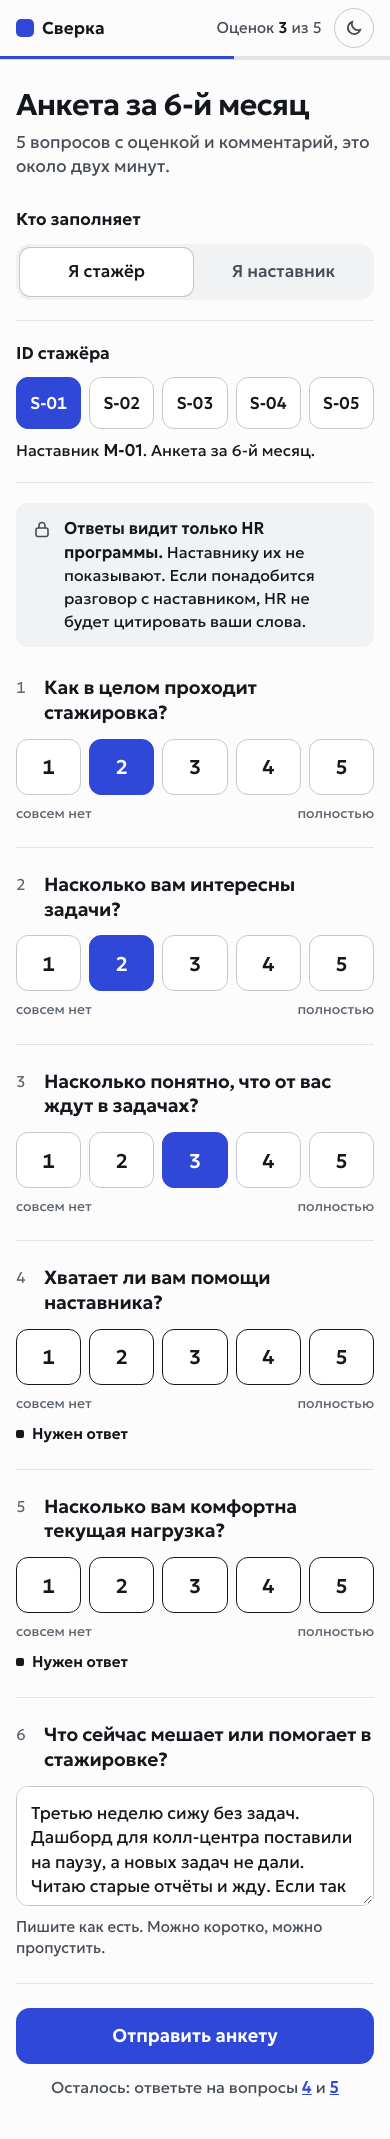 Сверка
Оценок 3 из 5
Анкета за 6-й месяц
5 вопросов с оценкой и комментарий, это
около двух минут.
Кто заполняет
Я стажёр
Я наставник
ID стажёра
S-01 S-02 S-03 S-04 S-05
Наставник M-01. Анкета за 6-й месяц.
Ответы видит только HR
программы. Наставнику их не
показывают. Если понадобится
разговор с наставником, HR не
будет цитировать ваши слова.
1 Как в целом проходит
стажировка?
1 2 3 4 5
совсем нет полностью
2 Насколько вам интересны
задачи?
1 2 3 4 5
совсем нет полностью
3 Насколько понятно, что от вас
ждут в задачах?
1 2 3 4 5
совсем нет полностью
4 Хватает ли вам помощи
наставника?
1 2 3 4 5
совсем нет полностью
Нужен ответ
5 Насколько вам комфортна
текущая нагрузка?
1 2 3 4 5
совсем нет полностью
Нужен ответ
6 Что сейчас мешает или помогает в
стажировке?
Третью неделю сижу без задач.
Дашборд для колл-центра поставили
на паузу, а новых задач не дали.
Читаю старые отчёты и жду. Если так
Пишите как есть. Можно коротко, можно
пропустить.
Отправить анкету
Осталось: ответьте на вопросы 4 и 5